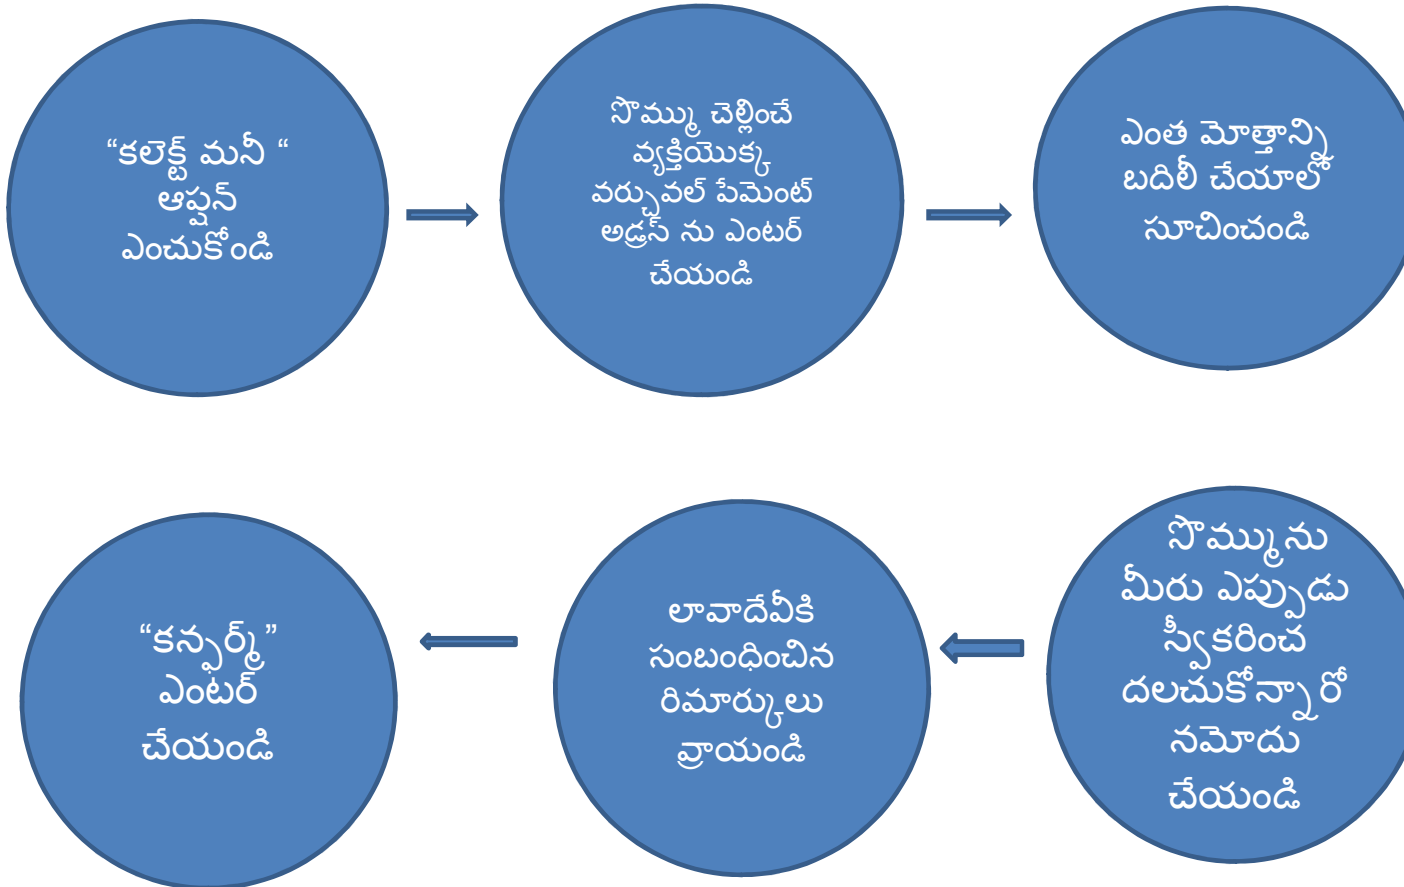 “కలెక్ట్ మనీ “
ఆప్షన్
ఎంచుకోండి
సొమ్ము చెల్లించే
వ్యక్తియొక్క
వర్చువల్ పేమెంట్
అడ్రస్ ను ఎంటర్
చేయండి
ఎంత మోత్తాన్ని
బదిలీ చేయాలో
సూచించండి
సొమ్మును
మీరు ఎప్పుడు
స్వీకరించ
దలచుకోన్నారో
నమోదు
చేయండి
లావాదేవీకి
సంబంధించిన
రిమార్కులు
వ్రాయండి
“కన్ఫర్మ్”
ఎంటర్
చేయండి